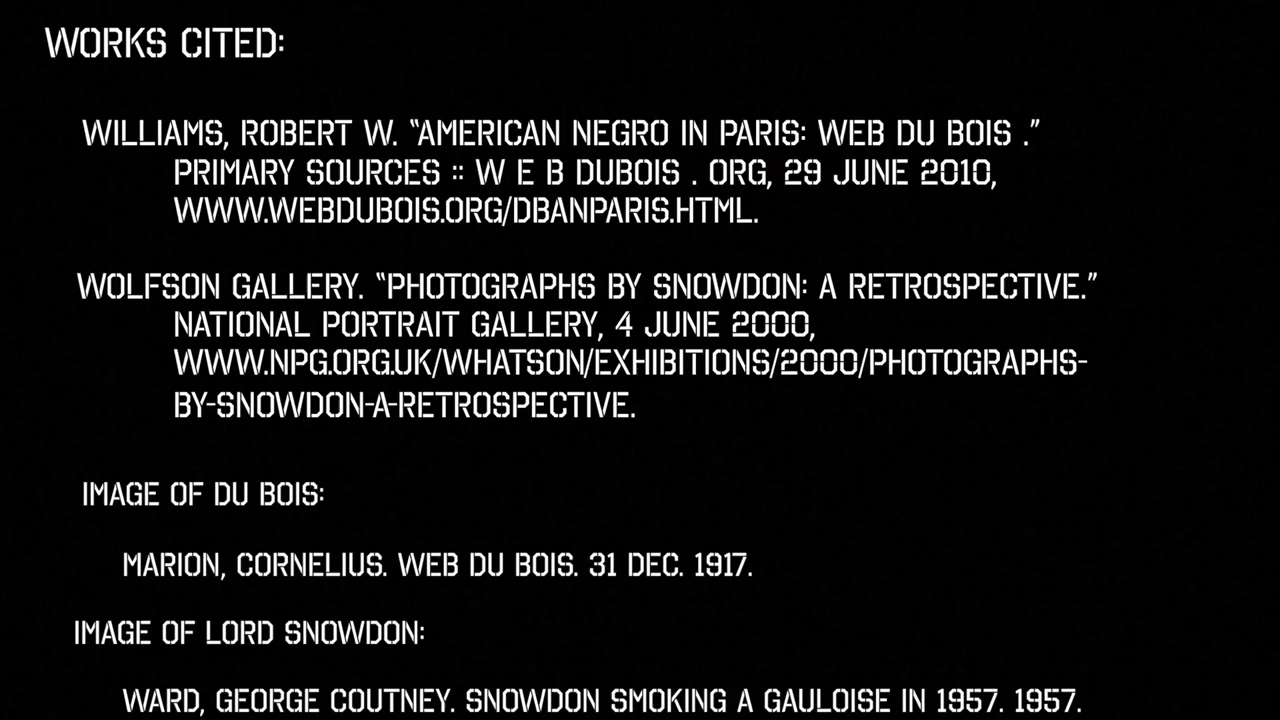 WORKS CITED:
WILLIAMS, ROBERT W. “AMERICAN NEGRO IN PARIS: WEB DU BOIS .”
PRIMARY SOURCES :: W E B DUBOIS . ORG, 29 JUNE 2010,
WWW.WEBDUBOIS.ORG/DBANPARIS.HTML.
WOLFSON GALLERY. “PHOTOGRAPHS BY SNOWDON: A RETROSPECTIVE.”
NATIONAL PORTRAIT GALLERY, 4 JUNE 2000,
WWW.NPG.ORG.UK/WHATSON/EXHIBITIONS/2000/PHOTOGRAPHS-
BY-SNOWDON-A-RETROSPECTIVE.
IMAGE OF DU BOIS:
MARION, CORNELIUS. WEB DU BOIS. 31 DEC. 1917.
IMAGE OF LORD SNOWDON:
WARD, GEORGE COUTNEY. SNOWDON SMOKING A GAULOISE IN 1957. 1957.